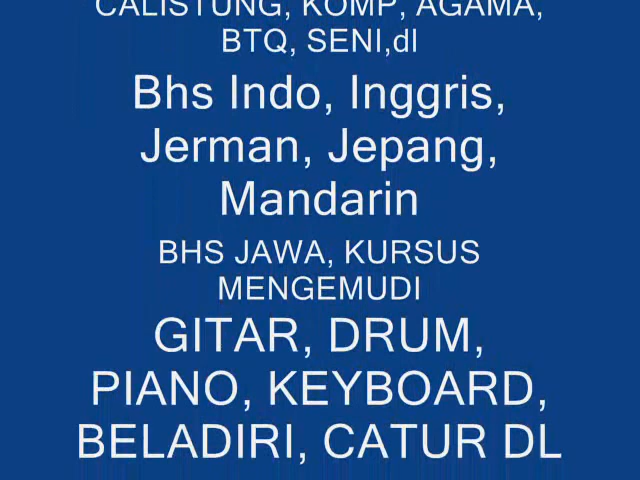 CALISTUNG, KOMP, AGAMA,
BTQ, SENI,dl
Bhs Indo, Inggris,
Jerman, Jepang,
Mandarin
BHS JAWA, KURSUS
MENGEMUDI
GITAR, DRUM,
PIANO, KEYBOARD,
BELADIRI, CATUR DL